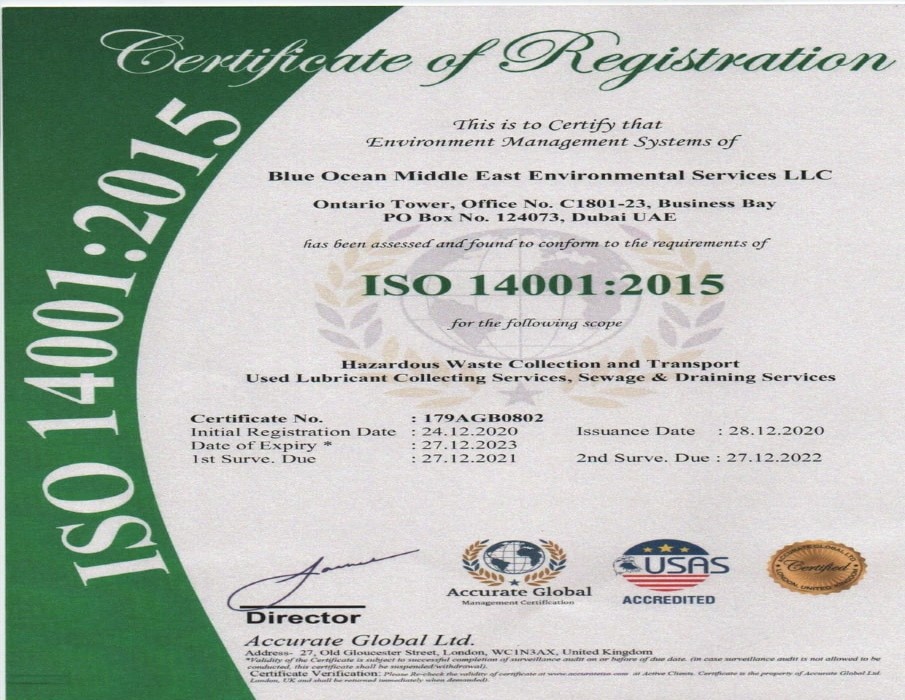 Certificate of Registration
ISO 14001:2015
This is to Certify that
Environment Management Systems of
Blue Ocean Middle East Environmental Services LLC
Ontario Tower, Office No. C1801-23, Business Bay
PO Box No. 124073, Dubai UAE
has been assessed and found to conform to the requirements of
ISO 14001:2015
for the following scope
Hazardous Waste Collection and Transport
Used Lubricant Collecting Services, Sewage & Draining Services
Certificate No. : 179AGB0802
Initial Registration Date : 24.12.2020 Issuance Date : 28.12.2020
Date of Expiry * : 27.12.2023
1st Surve. Due : 27.12.2021 2nd Surve. Due : 27.12.2022
Accurate Global
Management Certification
USAS
ACCREDITED
Certified
Director
Accurate Global Ltd.
Address- 27, Old Gloucester Street, London, WC1N3AX, United Kingdom
*Validity of the Certificate is subject to successful completion of surveillance audit on or before of due date. (in case surveillance audit is not allowed to be
conducted, this certificate shall be suspended/withdrawal).
Certificate Verification: Please Re-check the validity of certificate at at Active Clients. Certificate is the property of Accurate Global Ltd.
London, UK and shall be returned immediately when demanded).